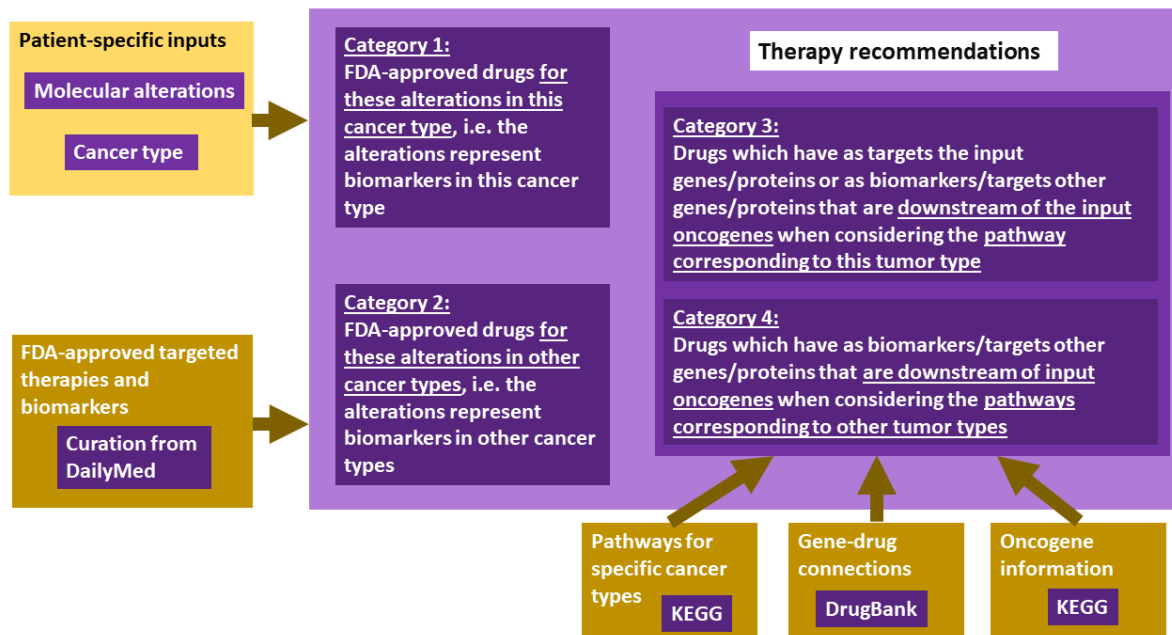 Patient-specific inputs
Molecular alterations
Cancer type
FDA-approved targeted
therapies and
biomarkers
Curation from
DailyMed
Category 1:
FDA-approved drugs for
these alterations in this
cancer type, i.e. the
alterations represent
biomarkers in this cancer
type
Category 2:
FDA-approved drugs for
these alterations in other
cancer types, i.e. the
alterations represent
biomarkers in other cancer
types
Therapy recommendations
Category 3:
Drugs which have as targets the input
genes/proteins or as biomarkers/targets other
genes/proteins that are downstream of the input
oncogenes when considering the pathway
corresponding to this tumor type
Category 4:
Drugs which have as biomarkers/targets other
genes/proteins that are downstream of input
oncogenes when considering the pathways
corresponding to other tumor types
Pathways for
specific cancer
types
KEGG
Gene-drug
connections
DrugBank
Oncogene
information
KEGG